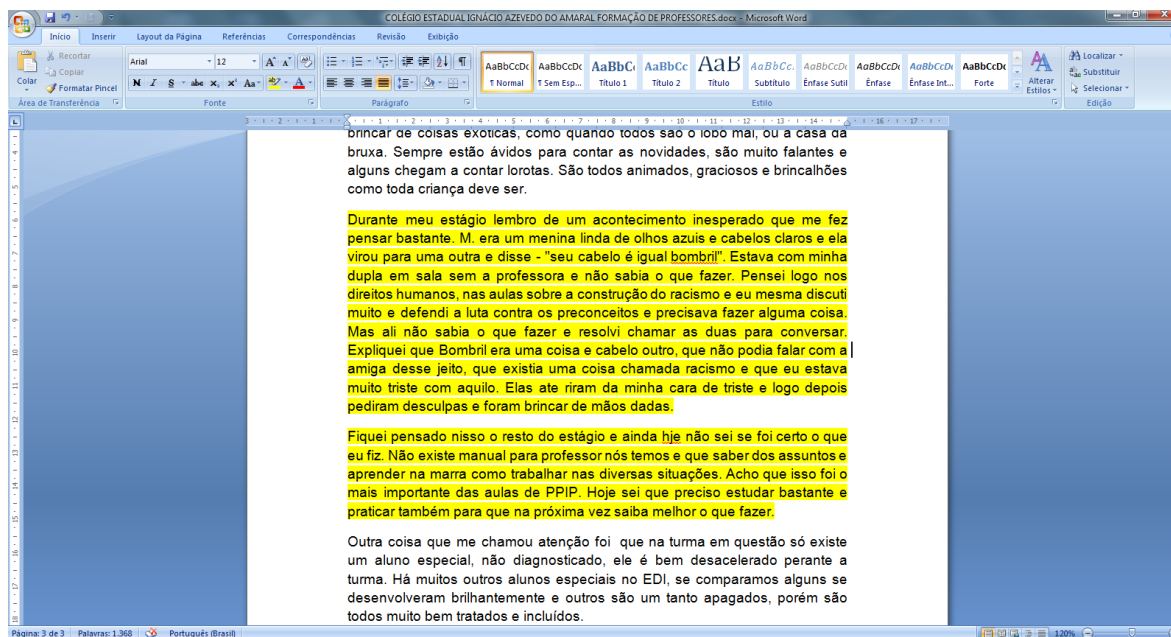 COLÉGIO ESTADUAL IGNÁCIO AZEVEDO DO AMARAL FORMAÇÃO DE PROFESSORES.docx - Microsoft Word
Início Inserir Layout da Página Referências Correspondências Revisão Exibição
Colar
Recortar
Copiar
Formatar Pincel
Área de Transferência
Arial 12
N I S abc x, x² Aa A
Fonte
Parágrafo
AaBbCcDc AaBbCcDc AaBbC AaBbCc AaB AaBbCc. AaBbCcDc AaBbCcDc AaBbCcDc AaBbCcDc
¶ Normal ¶ Sem Esp... Título 1 Título 2 Título Subtítulo Ênfase Sutil Ênfase Ênfase Int... Forte
Alterar Estilos
Estilo
Localizar
Substituir
Selecionar
Edição
brincar de coisas exóticas, como quando todos são o lobo mal, ou a casa da
bruxa. Sempre estão ávidos para contar as novidades, são muito falantes e
alguns chegam a contar lorotas. São todos animados, graciosos e brincalhões
como toda criança deve ser.
Durante meu estágio lembro de um acontecimento inesperado que me fez
pensar bastante. M. era um menina linda de olhos azuis e cabelos claros e ela
virou para uma outra e disse - "seu cabelo é igual bombril". Estava com minha
dupla em sala sem a professora e não sabia o que fazer. Pensei logo nos
direitos humanos, nas aulas sobre a construção do racismo e eu mesma discuti
muito e defendi a luta contra os preconceitos e precisava fazer alguma coisa.
Mas ali não sabia o que fazer e resolvi chamar as duas para conversar.
Expliquei que Bombril era uma coisa e cabelo outro, que não podia falar com a
amiga desse jeito, que existia uma coisa chamada racismo e que eu estava
muito triste com aquilo. Elas ate riram da minha cara de triste e logo depois
pediram desculpas e foram brincar de mãos dadas.
Fiquei pensado nisso o resto do estágio e ainda hje não sei se foi certo o que
eu fiz. Não existe manual para professor nós temos e que saber dos assuntos e
aprender na marra como trabalhar nas diversas situações. Acho que isso foi o
mais importante das aulas de PPIP. Hoje sei que preciso estudar bastante e
praticar também para que na próxima vez saiba melhor o que fazer.
Outra coisa que me chamou atenção foi que na turma em questão só existe
um aluno especial, não diagnosticado, ele é bem desacelerado perante a
turma. Há muitos outros alunos especiais no EDI, se comparamos alguns se
desenvolveram brilhantemente e outros são um tanto apagados, porém são
todos muito bem tratados e incluídos.
Página: 3 de 3 Palavras: 1.368 Português (Brasil) 120%